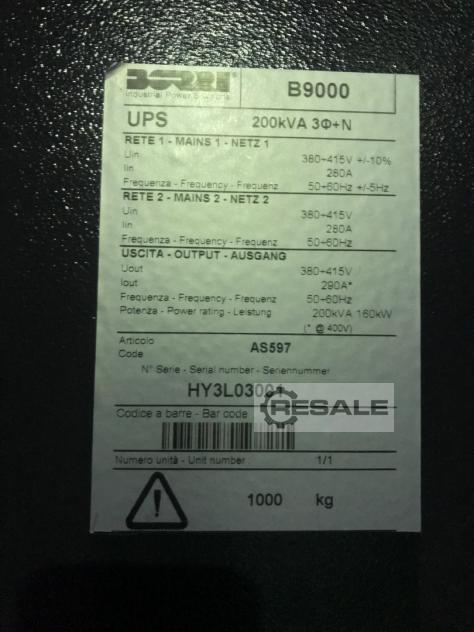 BORRI
Industrial Power Solutions
B9000
UPS 200kVA 3Φ+N
RETE 1 - MAINS 1 - NETZ 1
Uin 380÷415V +/-10%
Iin 280A
Frequenza - Frequency - Frequenz 50÷60Hz +/-5Hz
RETE 2 - MAINS 2 - NETZ 2
Uin 380÷415V
Iin 280A
Frequenza - Frequency - Frequenz 50÷60Hz
USCITA - OUTPUT - AUSGANG
Uout 380÷415V
Iout 290A*
Frequenza - Frequency - Frequenz 50÷60Hz
Potenza - Power rating - Leistung 200kVA 160kW
(* @ 400V)
Articolo
Code AS597
N° Serie - Serial number - Seriennummer
HY3L03001
RESALE
Codice a barre - Bar code
Numero unità - Unit number 1/1
1000 kg